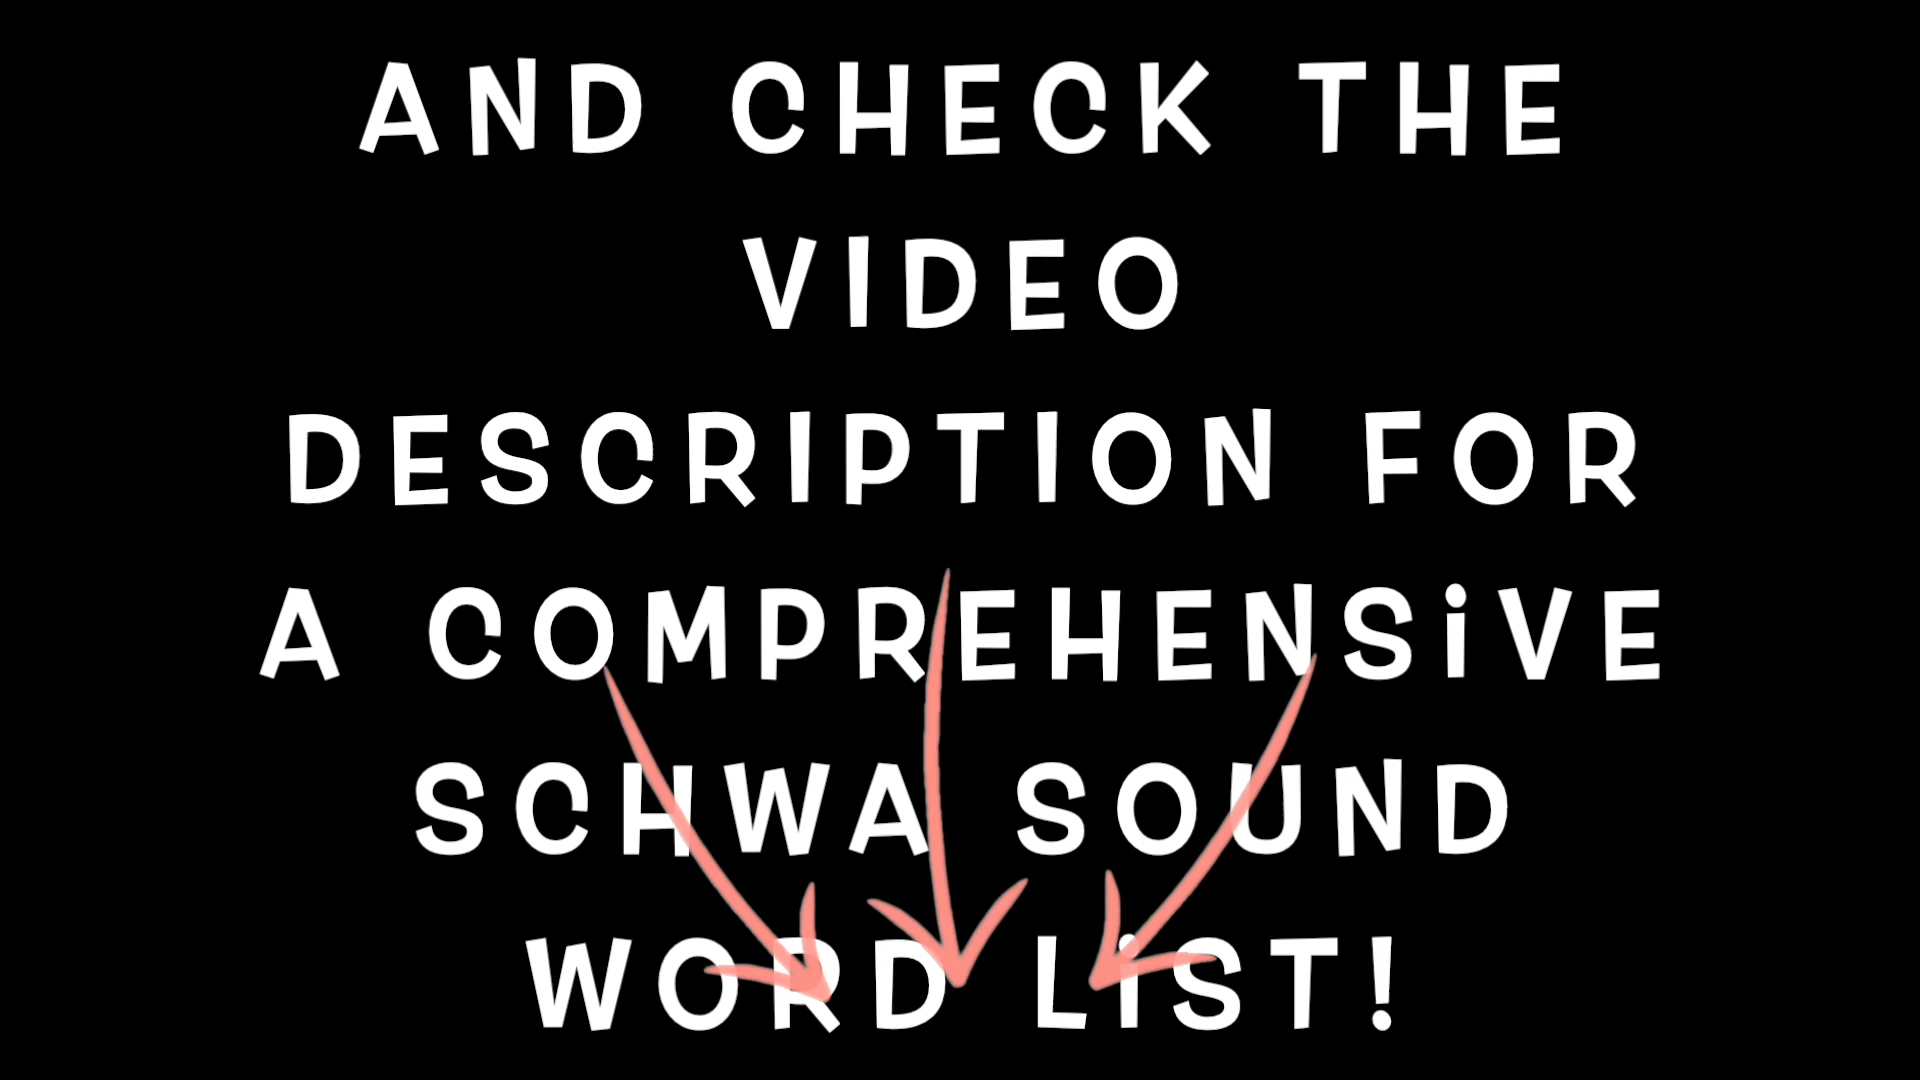 AND CHECK THE
VIDEO
DESCRIPTION FOR
A COMPREHENSiVE
SCHWA SOUND
WORD LiST!